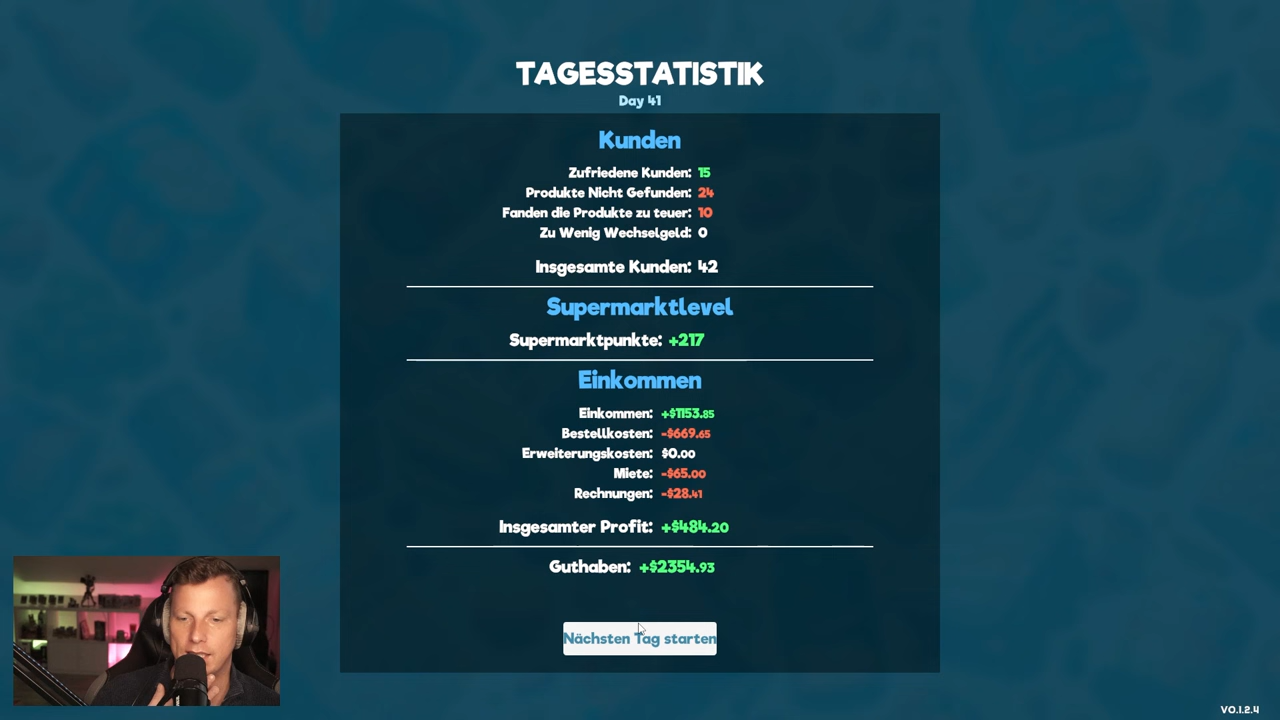 TAGESSTATISTIK
Day 41
Kunden
Zufriedene Kunden: 15
Produkte Nicht Gefunden: 24
Fanden die Produkte zu teuer: 10
Zu Wenig Wechselgeld: 0
Insgesamte Kunden: 42
Supermarktlevel
Supermarktpunkte: +217
Einkommen
Einkommen: +$1153.85
Bestellkosten: -$669.65
Erweiterungskosten: $0.00
Miete: -$65.00
Rechnungen: -$28.41
Insgesamter Profit: +$484.20
Guthaben: +$2354.93
Nächsten Tag starten
V0.1.2.4